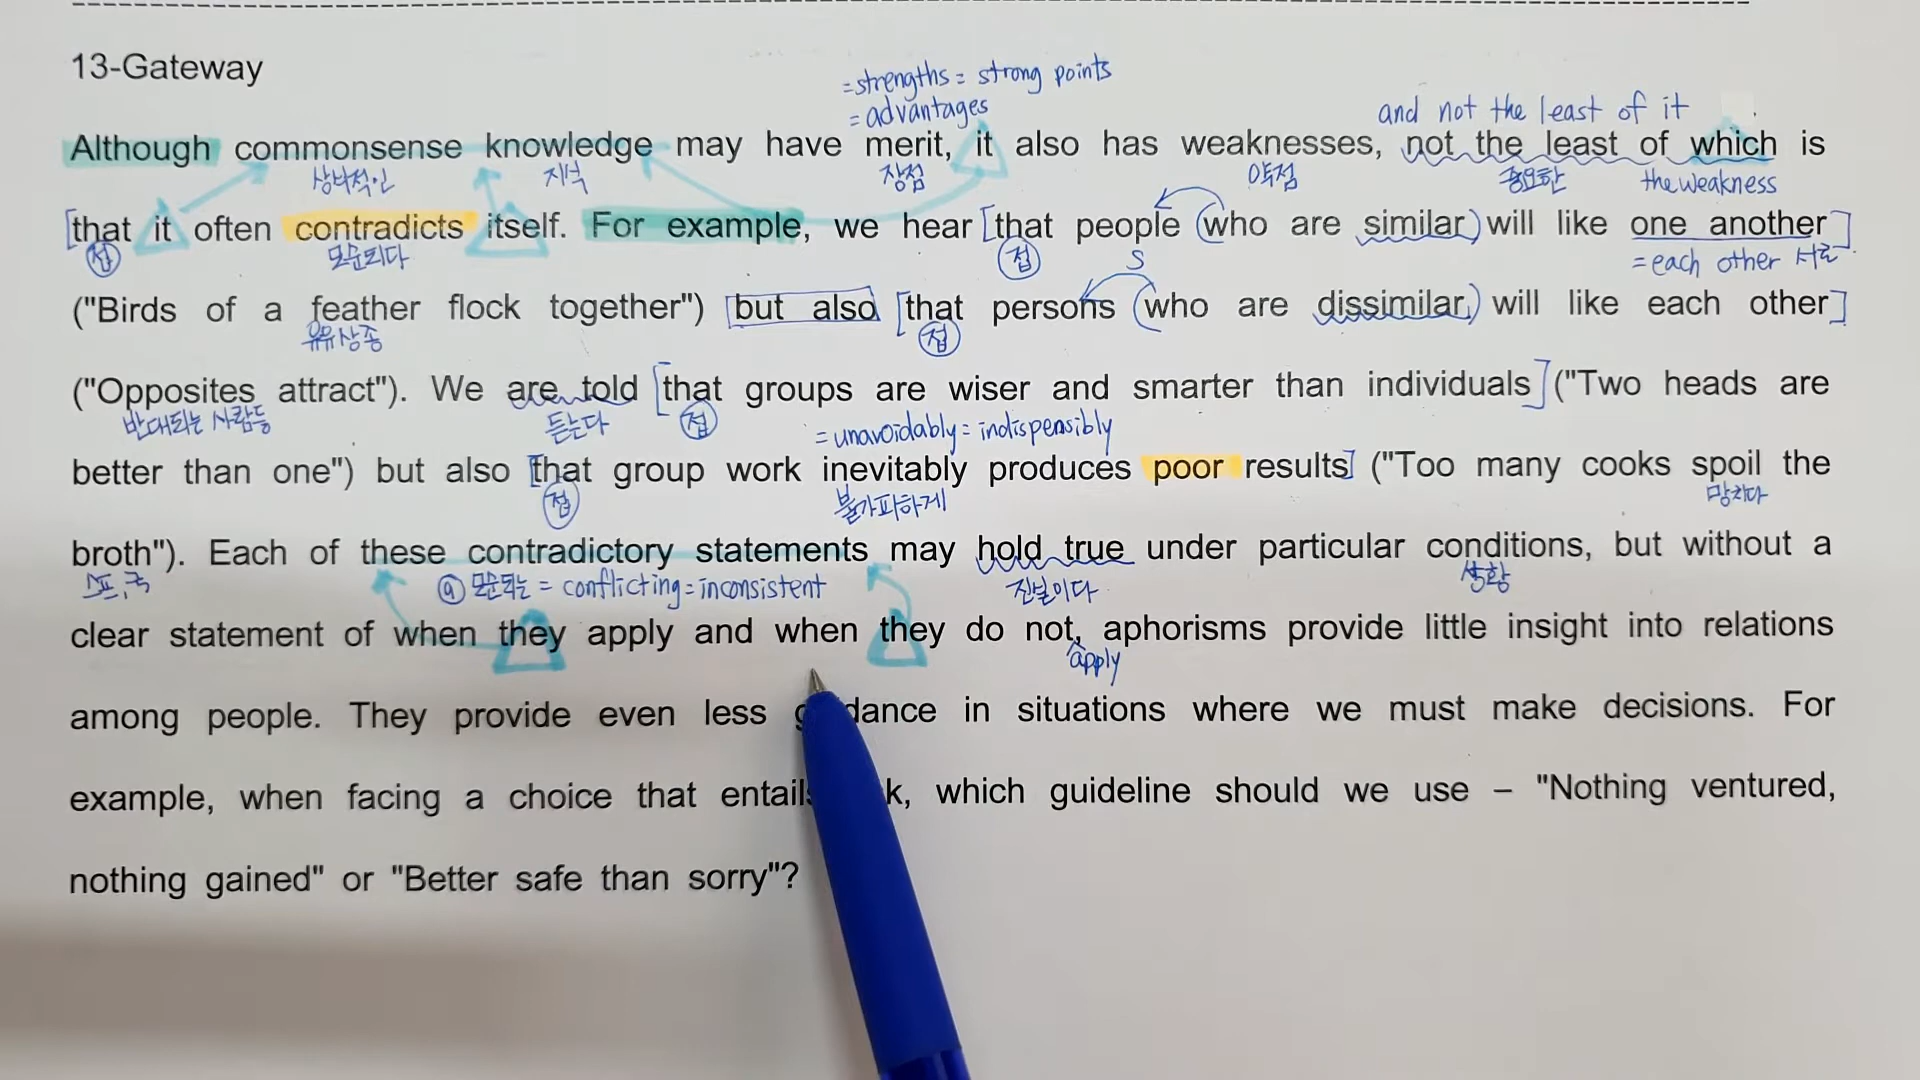 13-Gateway
=strengths= strong points
= advantages
and not the least of it
Although commonsense knowledge may have merit, it also has weaknesses, not the least of which is
상식적인 지식 장점 약점 중요한 the weakness
[that it often contradicts itself. For example, we hear [that people (who are similar) will like one another]
접 모순되다 접 S =each other 서로
("Birds of a feather flock together") but also [that persons (who are dissimilar) will like each other]
유유상종 접
("Opposites attract"). We are told [that groups are wiser and smarter than individuals] ("Two heads are
반대되는 사람들 듣는다 접 = unavoidably = indispensibly
better than one") but also [that group work inevitably produces poor results] ("Too many cooks spoil the
접 불가피하게 망치다
broth"). Each of these contradictory statements may hold true under particular conditions, but without a
스프, 국 ⓐ 모순되는 = conflicting = inconsistent 진실이다 상황
clear statement of when they apply and when they do not, aphorisms provide little insight into relations
apply
among people. They provide even less dance in situations where we must make decisions. For
example, when facing a choice that entails k, which guideline should we use – "Nothing ventured,
nothing gained" or "Better safe than sorry"?